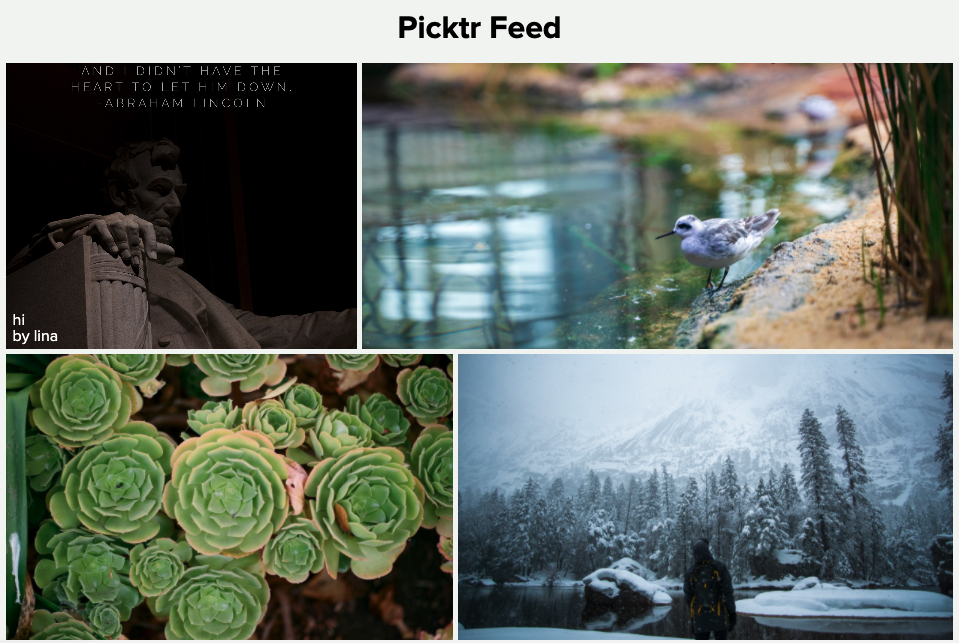 Picktr Feed
AND I DIDN'T HAVE THE
HEART TO LET HIM DOWN.
-ABRAHAM LINCOLN
hi
by lina